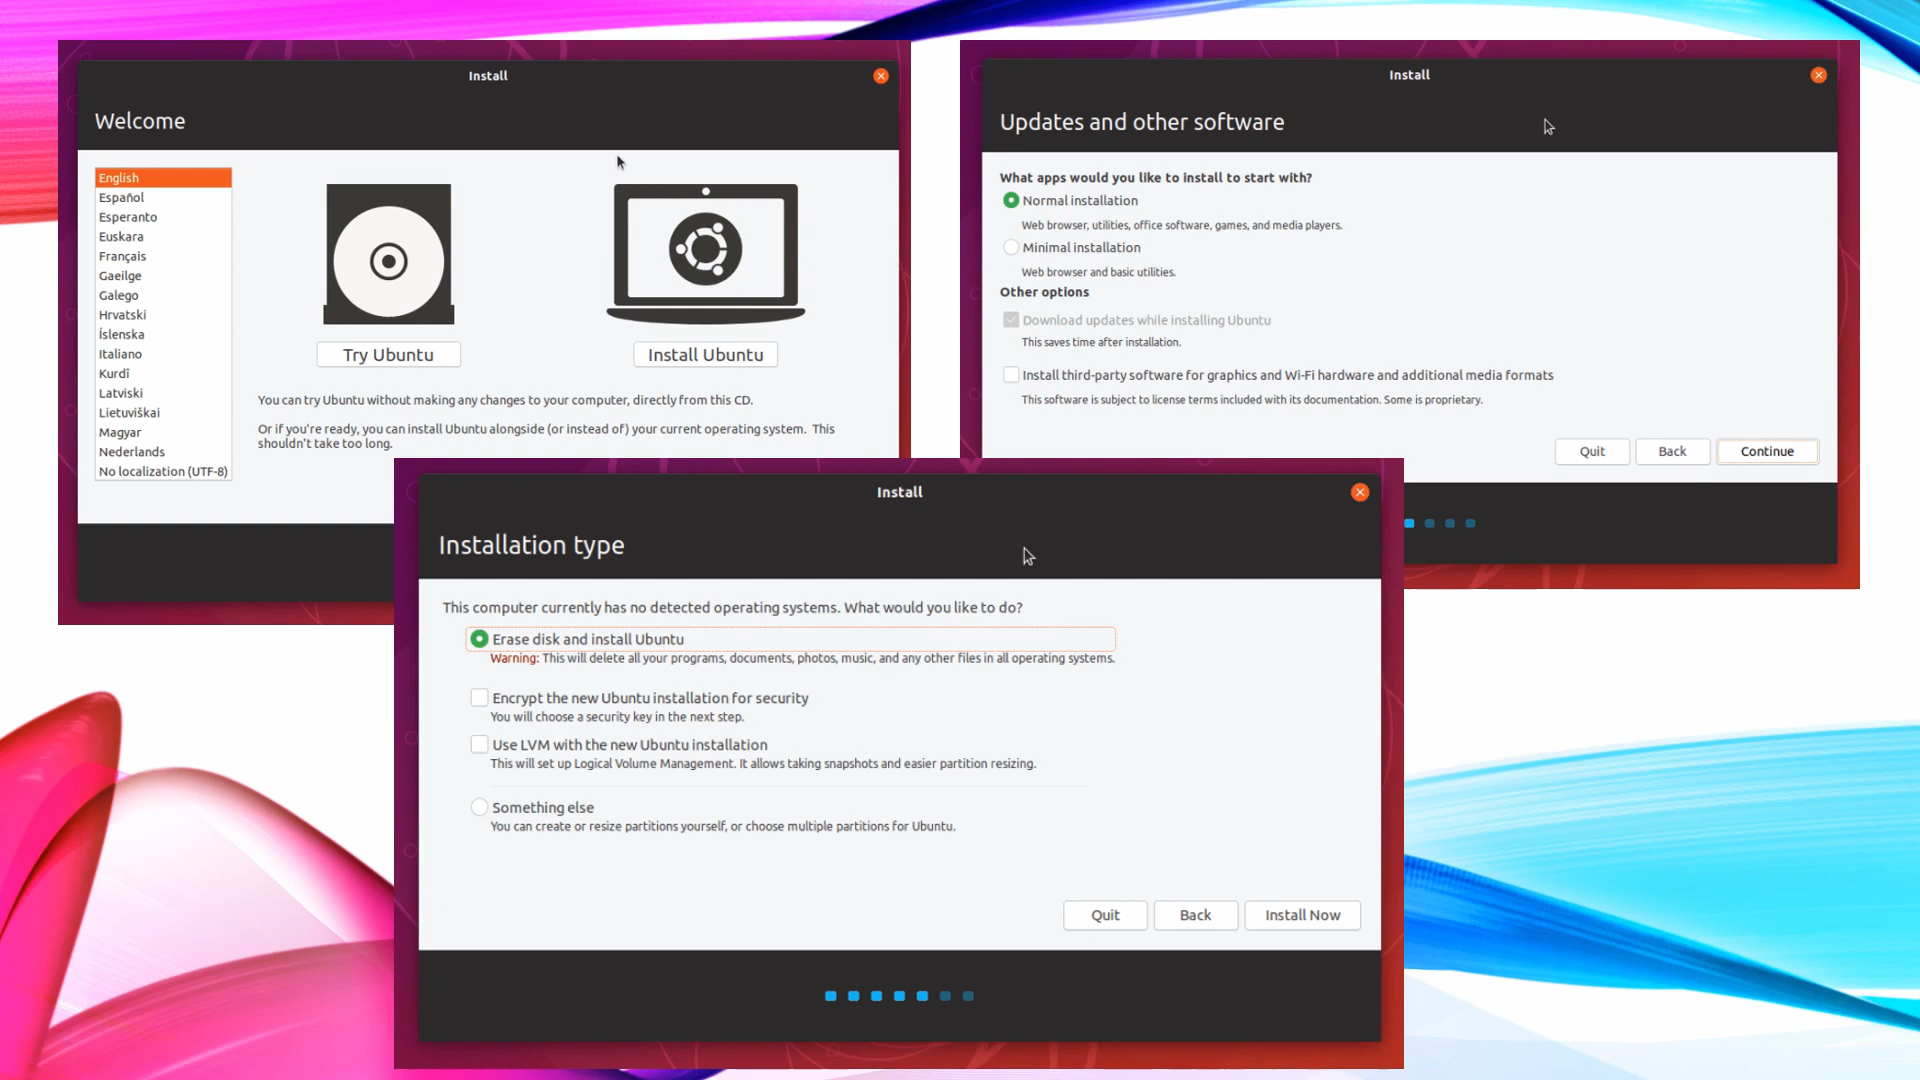 Install
Welcome
English
Español
Esperanto
Euskara
Français
Gaeilge
Galego
Hrvatski
Íslenska
Italiano
Kurdî
Latviski
Lietuviškai
Magyar
Nederlands
No localization (UTF-8)
Try Ubuntu
Install Ubuntu
You can try Ubuntu without making any changes to your computer, directly from this CD.
Or if you're ready, you can install Ubuntu alongside (or instead of) your current operating system. This
shouldn't take too long.
Install
Updates and other software
What apps would you like to install to start with?
Normal installation
Web browser, utilities, office software, games, and media players.
Minimal installation
Web browser and basic utilities.
Other options
Download updates while installing Ubuntu
This saves time after installation.
Install third-party software for graphics and Wi-Fi hardware and additional media formats
This software is subject to license terms included with its documentation. Some is proprietary.
Quit
Back
Continue
Install
Installation type
This computer currently has no detected operating systems. What would you like to do?
Erase disk and install Ubuntu
Warning: This will delete all your programs, documents, photos, music, and any other files in all operating systems.
Encrypt the new Ubuntu installation for security
You will choose a security key in the next step.
Use LVM with the new Ubuntu installation
This will set up Logical Volume Management. It allows taking snapshots and easier partition resizing.
Something else
You can create or resize partitions yourself, or choose multiple partitions for Ubuntu.
Quit
Back
Install Now